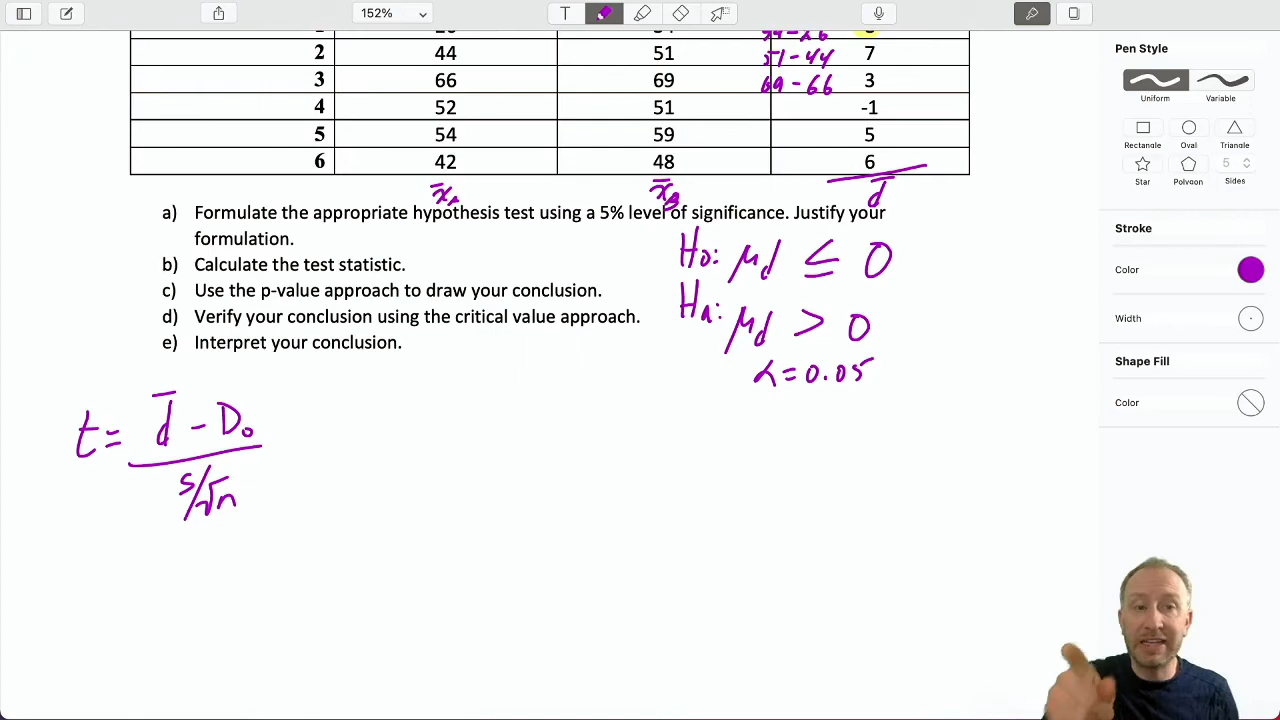 152%
T
Pen Style
Uniform Variable
Rectangle Oval Triangle
Star Polygon 5 Sides
Stroke
Color
Width
Shape Fill
Color
2 44 51 51-44 7
3 66 69 69-66 3
4 52 51 -1
5 54 59 5
6 42 48 6
x̄A x̄B d̄
a) Formulate the appropriate hypothesis test using a 5% level of significance. Justify your
formulation.
b) Calculate the test statistic.
c) Use the p-value approach to draw your conclusion.
d) Verify your conclusion using the critical value approach.
e) Interpret your conclusion.
H0: μd ≤ 0
HA: μd > 0
α=0.05
t= d̄ - D0
s/√n